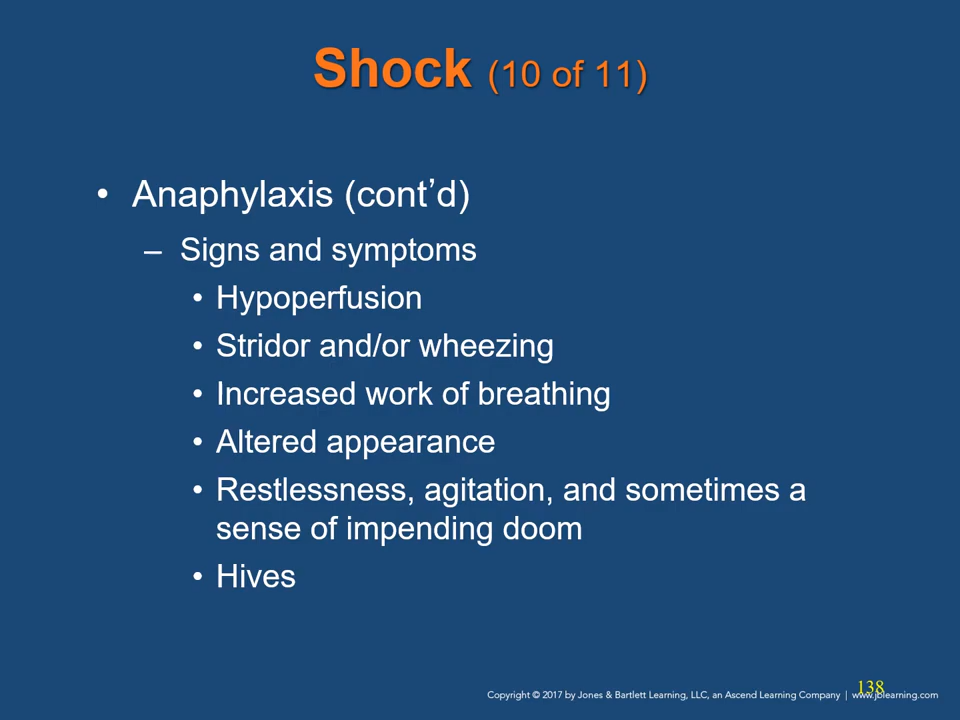 Shock (10 of 11)
• Anaphylaxis (cont’d)
– Signs and symptoms
• Hypoperfusion
• Stridor and/or wheezing
• Increased work of breathing
• Altered appearance
• Restlessness, agitation, and sometimes a
sense of impending doom
• Hives
138
Copyright © 2017 by Jones & Bartlett Learning, LLC, an Ascend Learning Company | www.jblearning.com